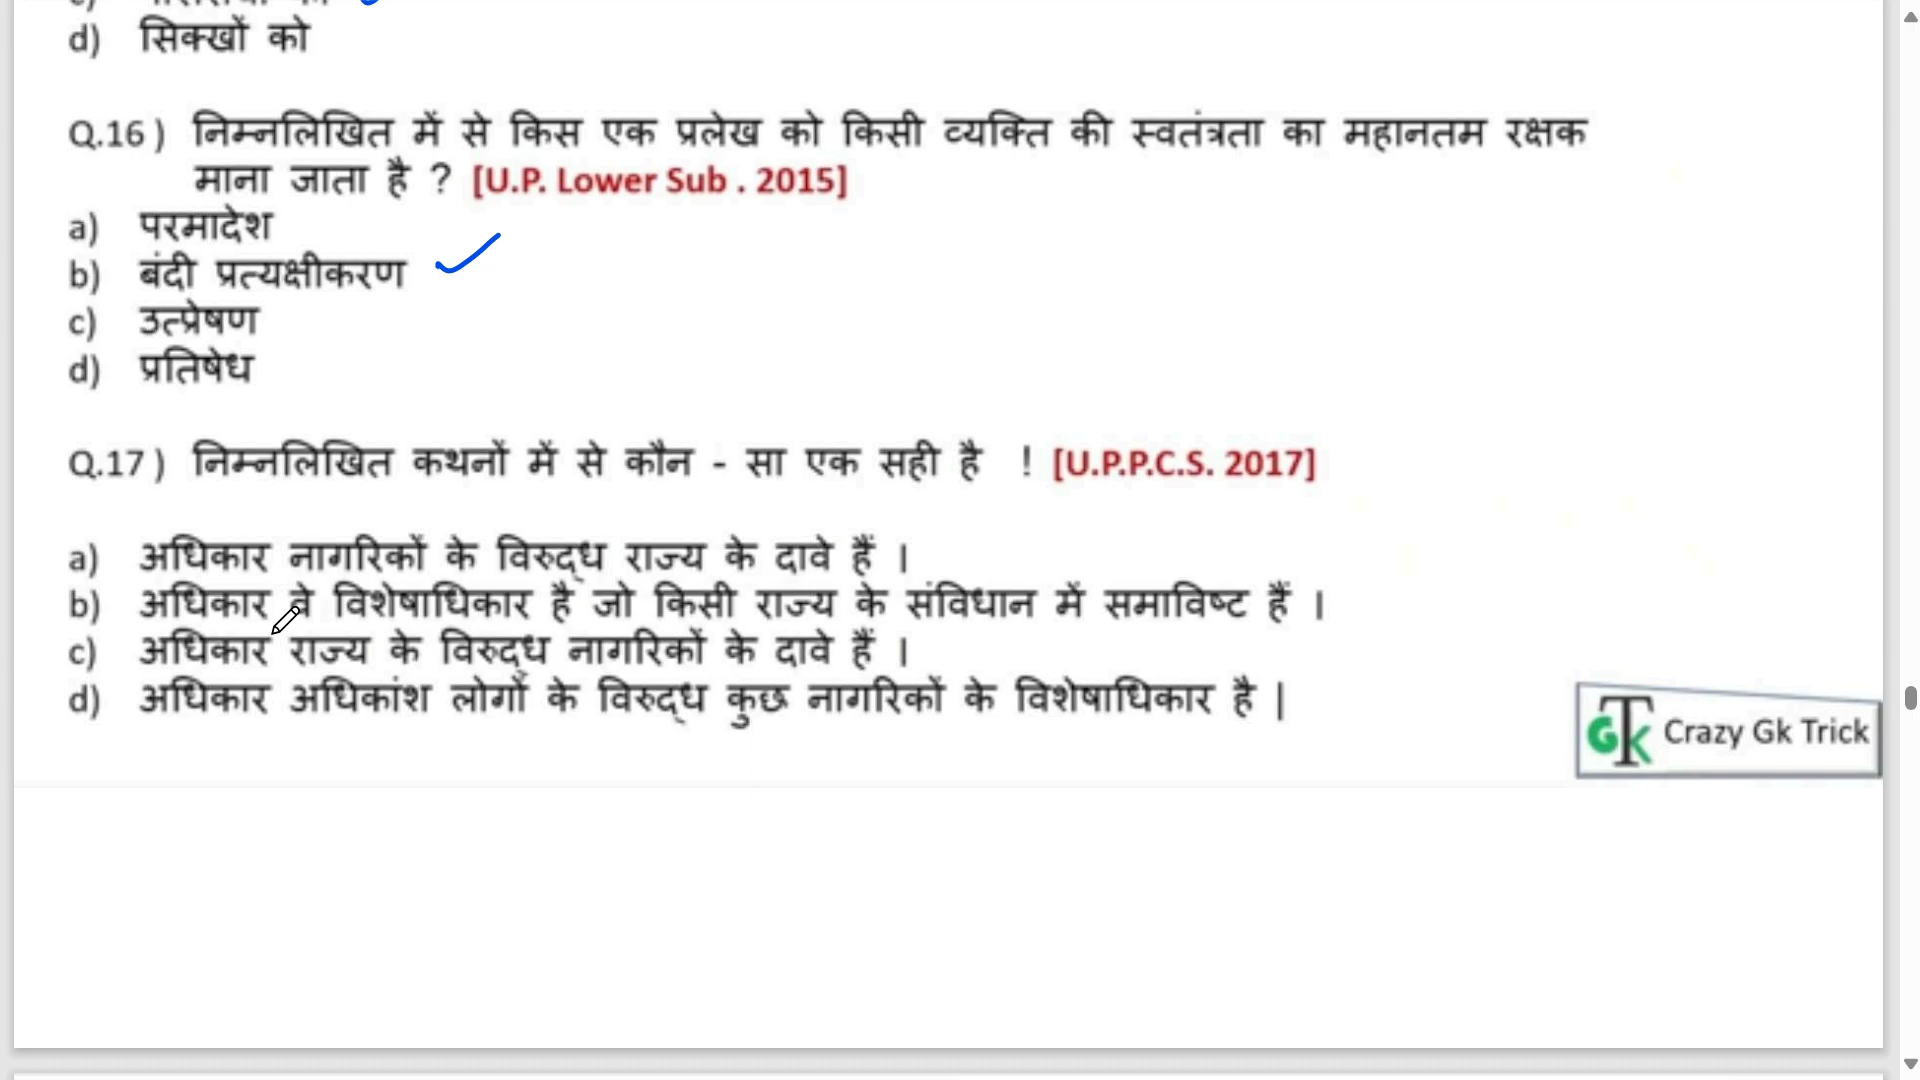 d) सिक्खों को
Q.16 ) निम्नलिखित में से किस एक प्रलेख को किसी व्यक्ति की स्वतंत्रता का महानतम रक्षक
माना जाता है ? [U.P. Lower Sub . 2015]
a) परमादेश
b) बंदी प्रत्यक्षीकरण
c) उत्प्रेषण
d) प्रतिषेध
Q.17 ) निम्नलिखित कथनों में से कौन - सा एक सही है ! [U.P.P.C.S. 2017]
a) अधिकार नागरिकों के विरुद्ध राज्य के दावे हैं ।
b) अधिकार वे विशेषाधिकार है जो किसी राज्य के संविधान में समाविष्ट हैं ।
c) अधिकार राज्य के विरुद्ध नागरिकों के दावे हैं ।
d) अधिकार अधिकांश लोगों के विरुद्ध कुछ नागरिकों के विशेषाधिकार है |
GTK Crazy Gk Trick